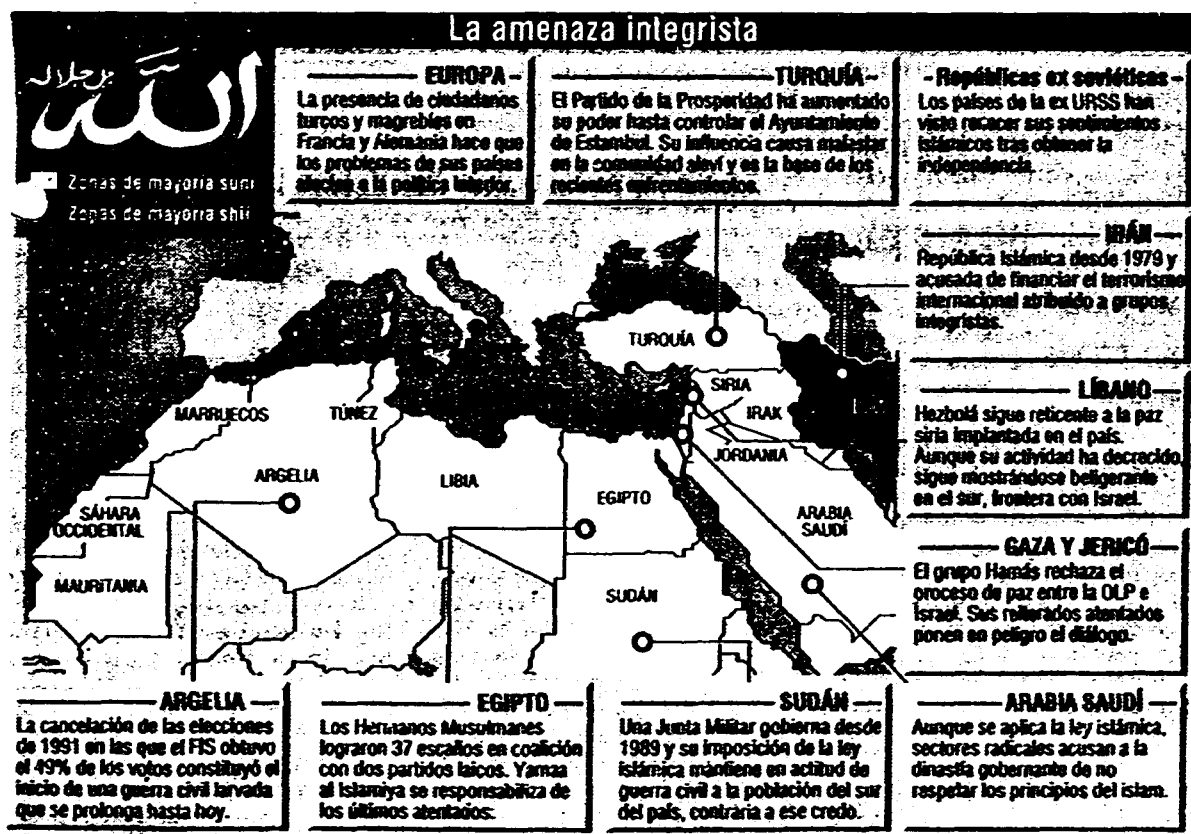 La amenaza integrista
الله
جل جلاله
Zonas de mayoría suni
Zonas de mayoría shii
EUROPA
La presencia de ciudadanos
turcos y magrebíes en
Francia y Alemania hace que
los problemas de sus países
afecten a la política interior.
TURQUÍA
El Partido de la Prosperidad ha aumentado
su poder hasta controlar el Ayuntamiento
de Estambul. Su influencia causa malestar
en la comunidad aleví y es la base de los
recientes enfrentamientos.
Repúblicas ex soviéticas
Los países de la ex URSS han
visto renacer sus sentimientos
islámicos tras obtener la
independencia.
IRÁN
República Islámica desde 1979 y
acusada de financiar el terrorismo
internacional atribuido a grupos
integristas.
LÍBANO
Hezbolá sigue reticente a la paz
siria implantada en el país.
Aunque su actividad ha decrecido,
sigue mostrándose beligerante
en el sur, frontera con Israel.
GAZA Y JERICÓ
El grupo Hamás rechaza el
proceso de paz entre la OLP e
Israel. Sus reiterados atentados
ponen en peligro el diálogo.
TURQUÍA
SIRIA
IRAK
JORDANIA
MARRUECOS
TÚNEZ
ARGELIA
LIBIA
EGIPTO
ARABIA
SAUDÍ
SÁHARA
OCCIDENTAL
MAURITANIA
SUDÁN
ARGELIA
La cancelación de las elecciones
de 1991 en las que el FIS obtuvo
el 49% de los votos constituyó el
inicio de una guerra civil larvada
que se prolonga hasta hoy.
EGIPTO
Los Hermanos Musulmanes
lograron 37 escaños en coalición
con dos partidos laicos. Yamaa
al Islamiya se responsabiliza de
los últimos atentados.
SUDÁN
Una Junta Militar gobierna desde
1989 y su imposición de la ley
islámica mantiene en actitud de
guerra civil a la población del sur
del país, contraria a ese credo.
ARABIA SAUDÍ
Aunque se aplica la ley islámica,
sectores radicales acusan a la
dinastía gobernante de no
respetar los principios del islam.